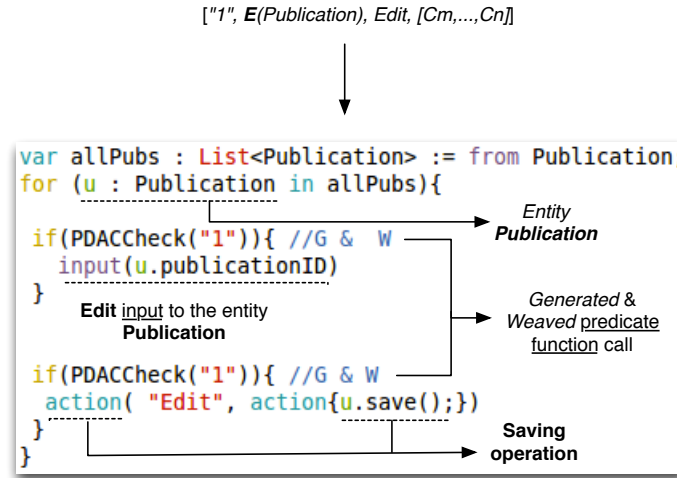 ["1", E(Publication), Edit, [Cm,...,Cn]]
var allPubs : List<Publication> := from Publication
for (u : Publication in allPubs){
Entity
Publication
if(PDACCheck("1")){ //G & W
input(u.publicationID)
}
Edit input to the entity
Publication
Generated &
Weaved predicate
function call
if(PDACCheck("1")){ //G & W
action( "Edit", action{u.save();})
}
Saving
operation
}